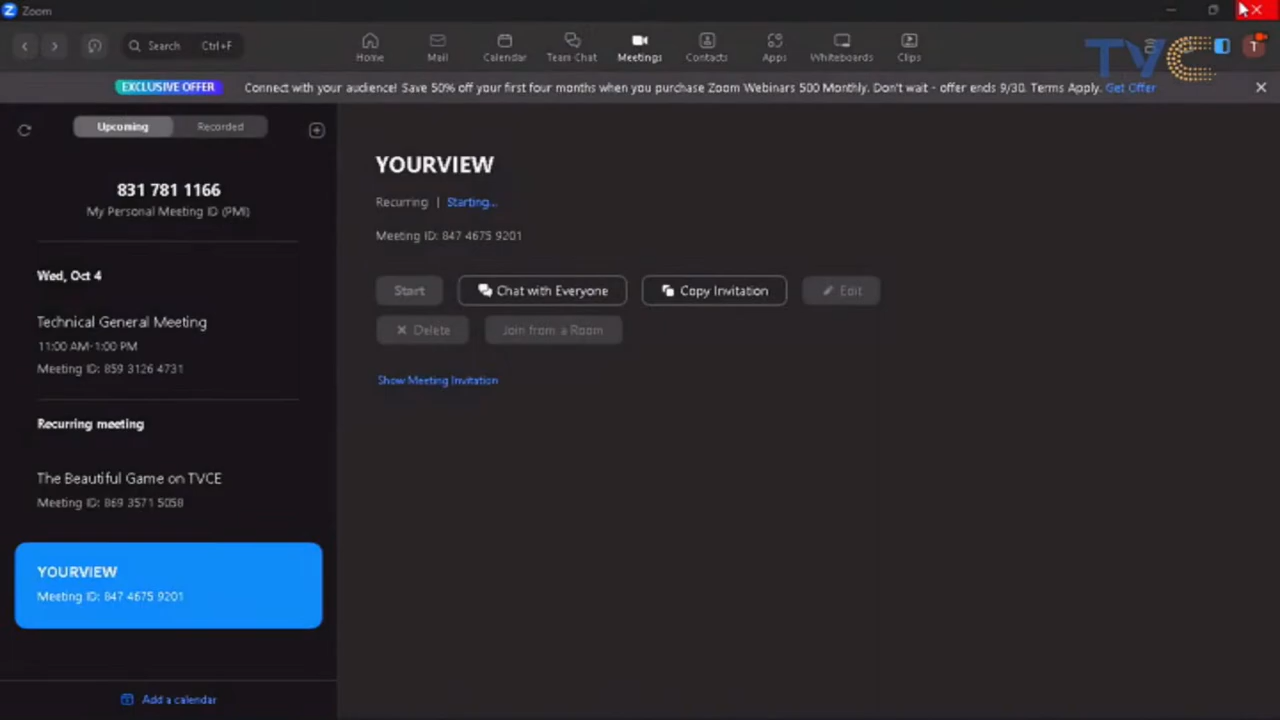 Zoom
Search Ctrl+F
Home
Mail
Calendar
Team Chat
Meetings
Contacts
Apps
Whiteboards
Clips
T
TVC
EXCLUSIVE OFFER Connect with your audience! Save 50% off your first four months when you purchase Zoom Webinars 500 Monthly. Don't wait - offer ends 9/30. Terms Apply. Get Offer
Upcoming Recorded
831 781 1166
My Personal Meeting ID (PMI)
Wed, Oct 4
Technical General Meeting
11:00 AM-1:00 PM
Meeting ID: 859 3126 4731
Recurring meeting
The Beautiful Game on TVCE
Meeting ID: 869 3571 5058
YOURVIEW
Meeting ID: 847 4675 9201
Add a calendar
YOURVIEW
Recurring | Starting...
Meeting ID: 847 4675 9201
Start Chat with Everyone Copy Invitation Edit
Delete Join from a Room
Show Meeting Invitation